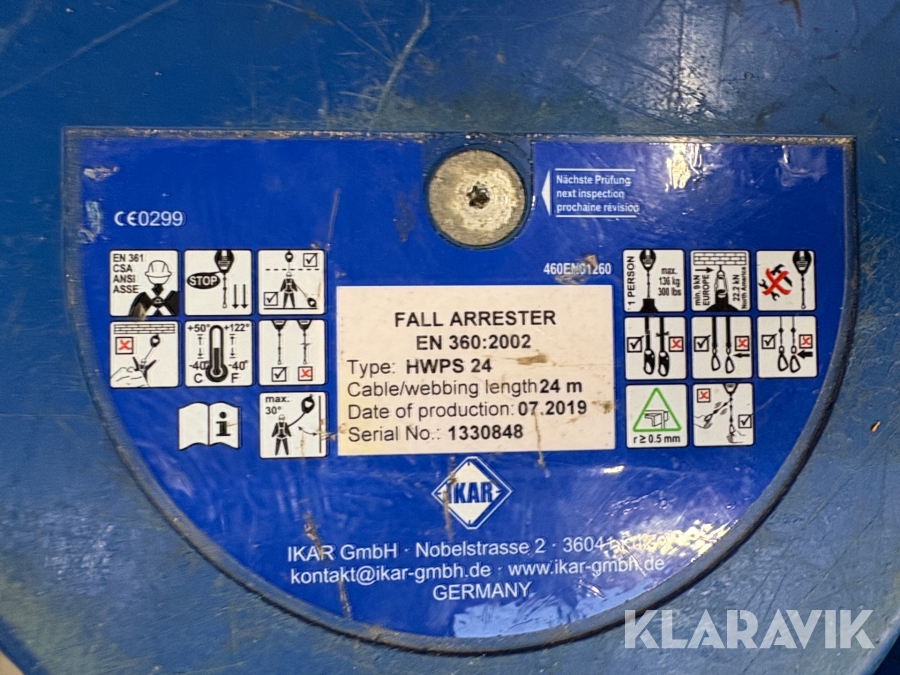 Nächste Prüfung
next inspection
prochaine révision
CE0299
460EN01260
EN 361
CSA
ANSI
ASSE
STOP
+50° +122°
-40° -40°
C F
i
max.
30°
FALL ARRESTER
EN 360:2002
Type: HWPS 24
Cable/webbing length 24 m
Date of production: 07.2019
Serial No.: 1330848
1 PERSON
max.
136 kg
300 lbs
min. 9 kN
EUROPE
22.2 kN
North America
r ≥ 0.5 mm
IKAR
IKAR GmbH · Nobelstrasse 2 · 36041
kontakt@ikar-gmbh.de · www.ikar-gmbh.de
GERMANY
KLARAVIK